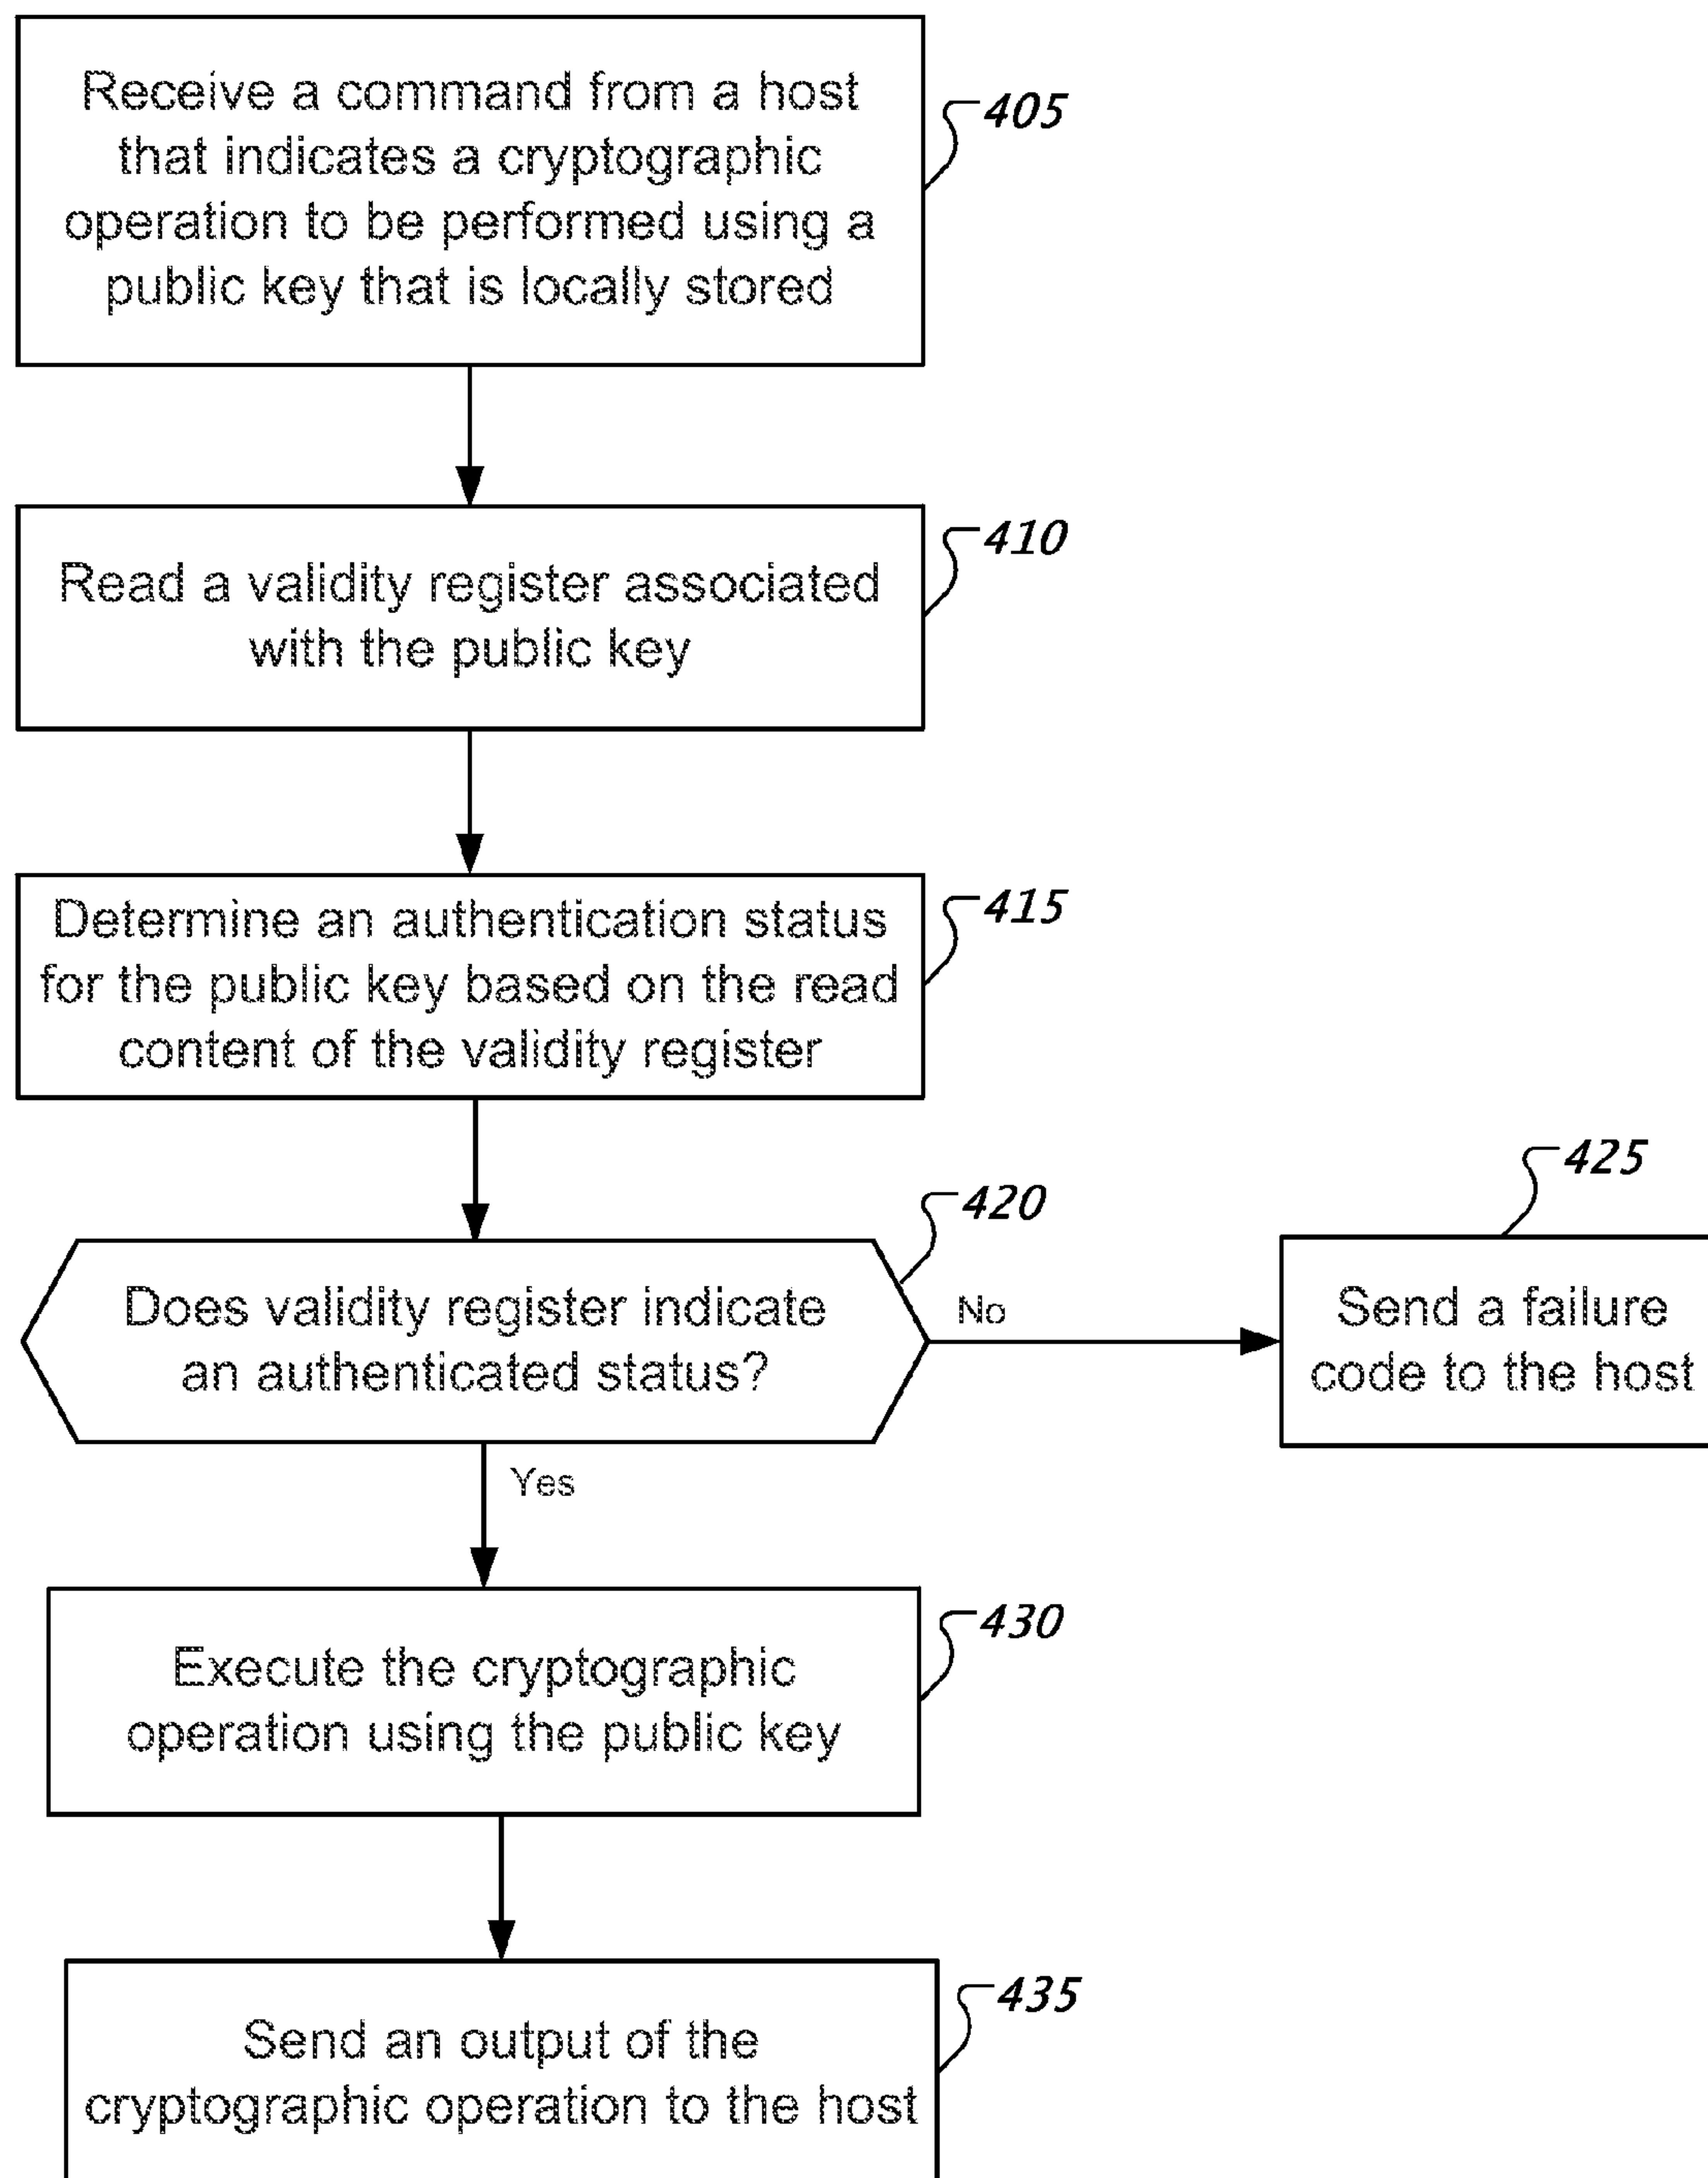 Receive a command from a host
that indicates a cryptographic
operation to be performed using a
public key that is locally stored
405
Read a validity register associated
with the public key
410
Determine an authentication status
for the public key based on the read
content of the validity register
415
Does validity register indicate
an authenticated status?
420
No
Send a failure
code to the host
425
Yes
Execute the cryptographic
operation using the public key
430
Send an output of the
cryptographic operation to the host
435